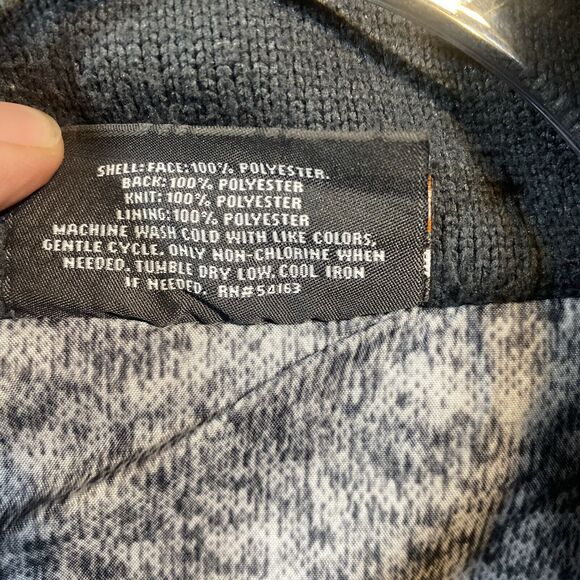 SHELL: FACE: 100% POLYESTER.
BACK: 100% POLYESTER
KNIT: 100% POLYESTER
LINING: 100% POLYESTER
MACHINE WASH COLD WITH LIKE COLORS,
GENTLE CYCLE. ONLY NON-CHLORINE WHEN
NEEDED. TUMBLE DRY LOW. COOL IRON
IF NEEDED. RN#54163